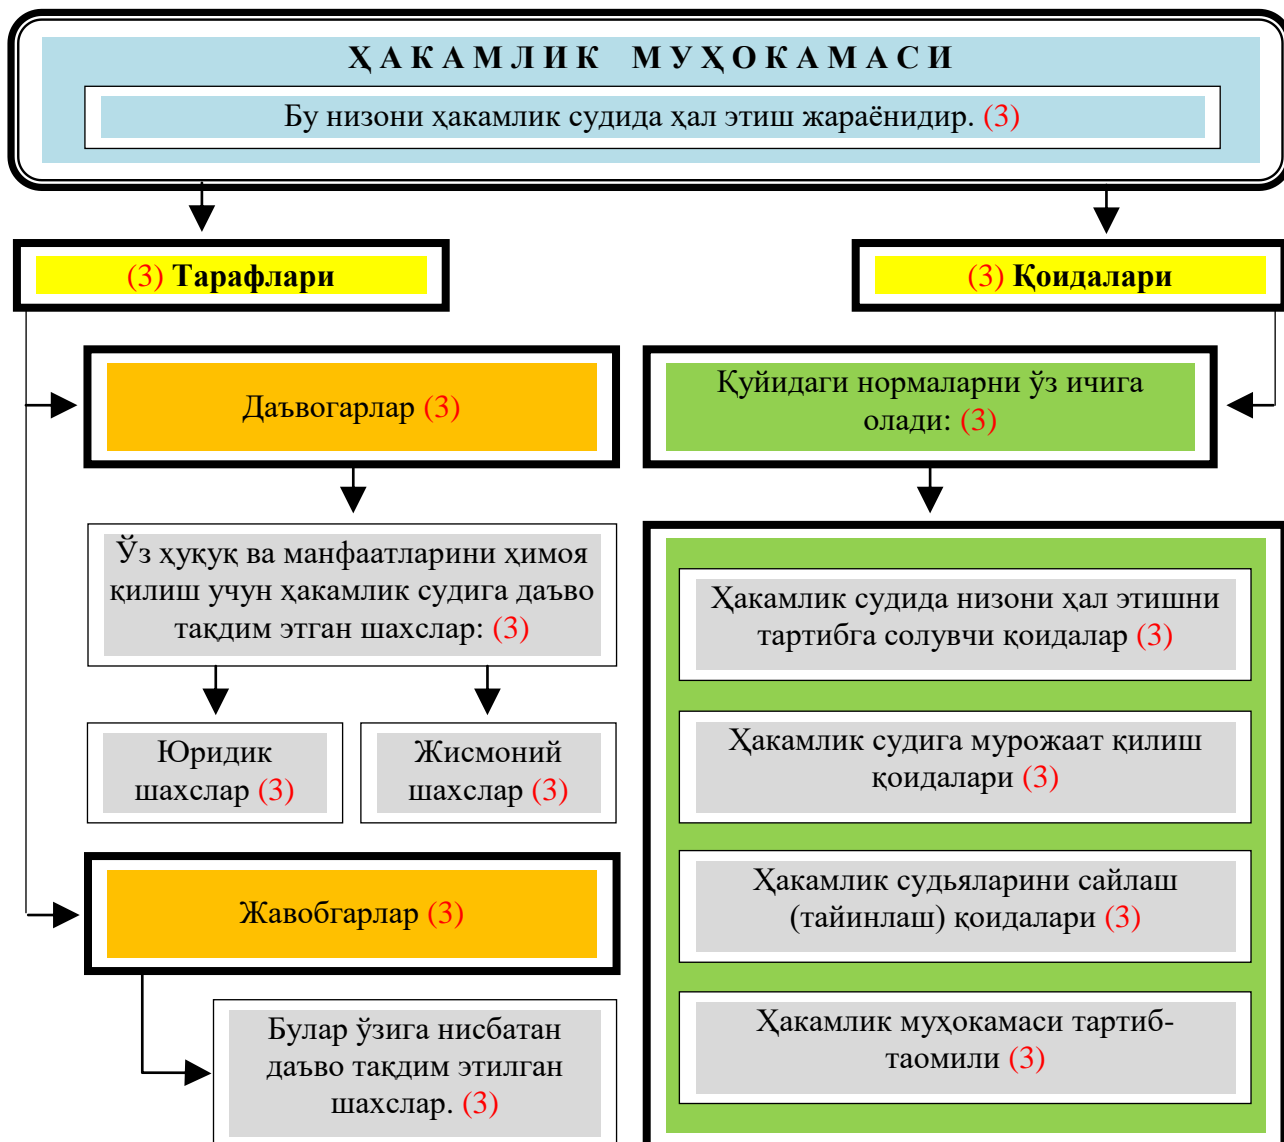 ҲАКАМЛИК МУҲОКАМАСИ
Бу низони ҳакамлик судида ҳал этиш жараёнидир. (3)
(3) Тарафлари
(3) Қоидалари
Даъвогарлар (3)
Қуйидаги нормаларни ўз ичига
олади: (3)
Ўз ҳуқуқ ва манфаатларини ҳимоя
қилиш учун ҳакамлик судига даъво
тақдим этган шахслар: (3)
Юридик
шахслар (3)
Жисмоний
шахслар (3)
Жавобгарлар (3)
Булар ўзига нисбатан
даъво тақдим этилган
шахслар. (3)
Ҳакамлик судида низони ҳал этишни
тартибга солувчи қоидалар (3)
Ҳакамлик судига мурожаат қилиш
қоидалари (3)
Ҳакамлик судьяларини сайлаш
(тайинлаш) қоидалари (3)
Ҳакамлик муҳокамаси тартиб-
таомили (3)